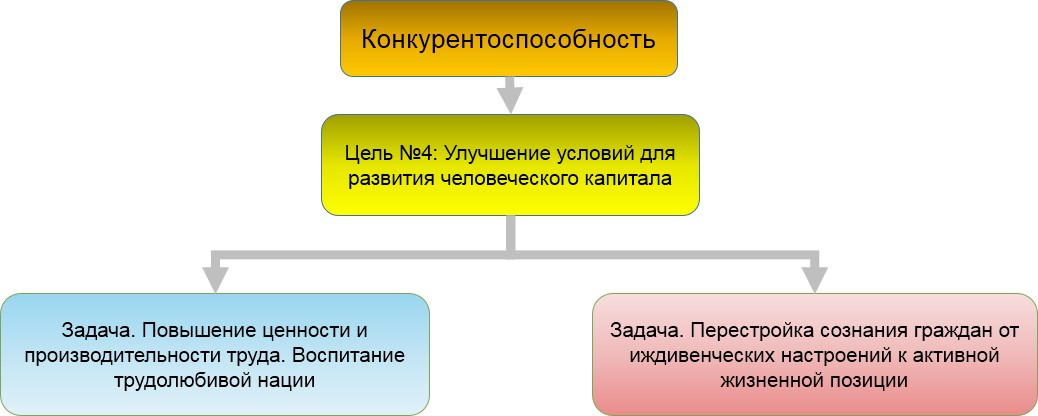 Конкурентоспособность
Цель №4: Улучшение условий для
развития человеческого капитала
Задача. Повышение ценности и
производительности труда. Воспитание
трудолюбивой нации
Задача. Перестройка сознания граждан от
иждивенческих настроений к активной
жизненной позиции